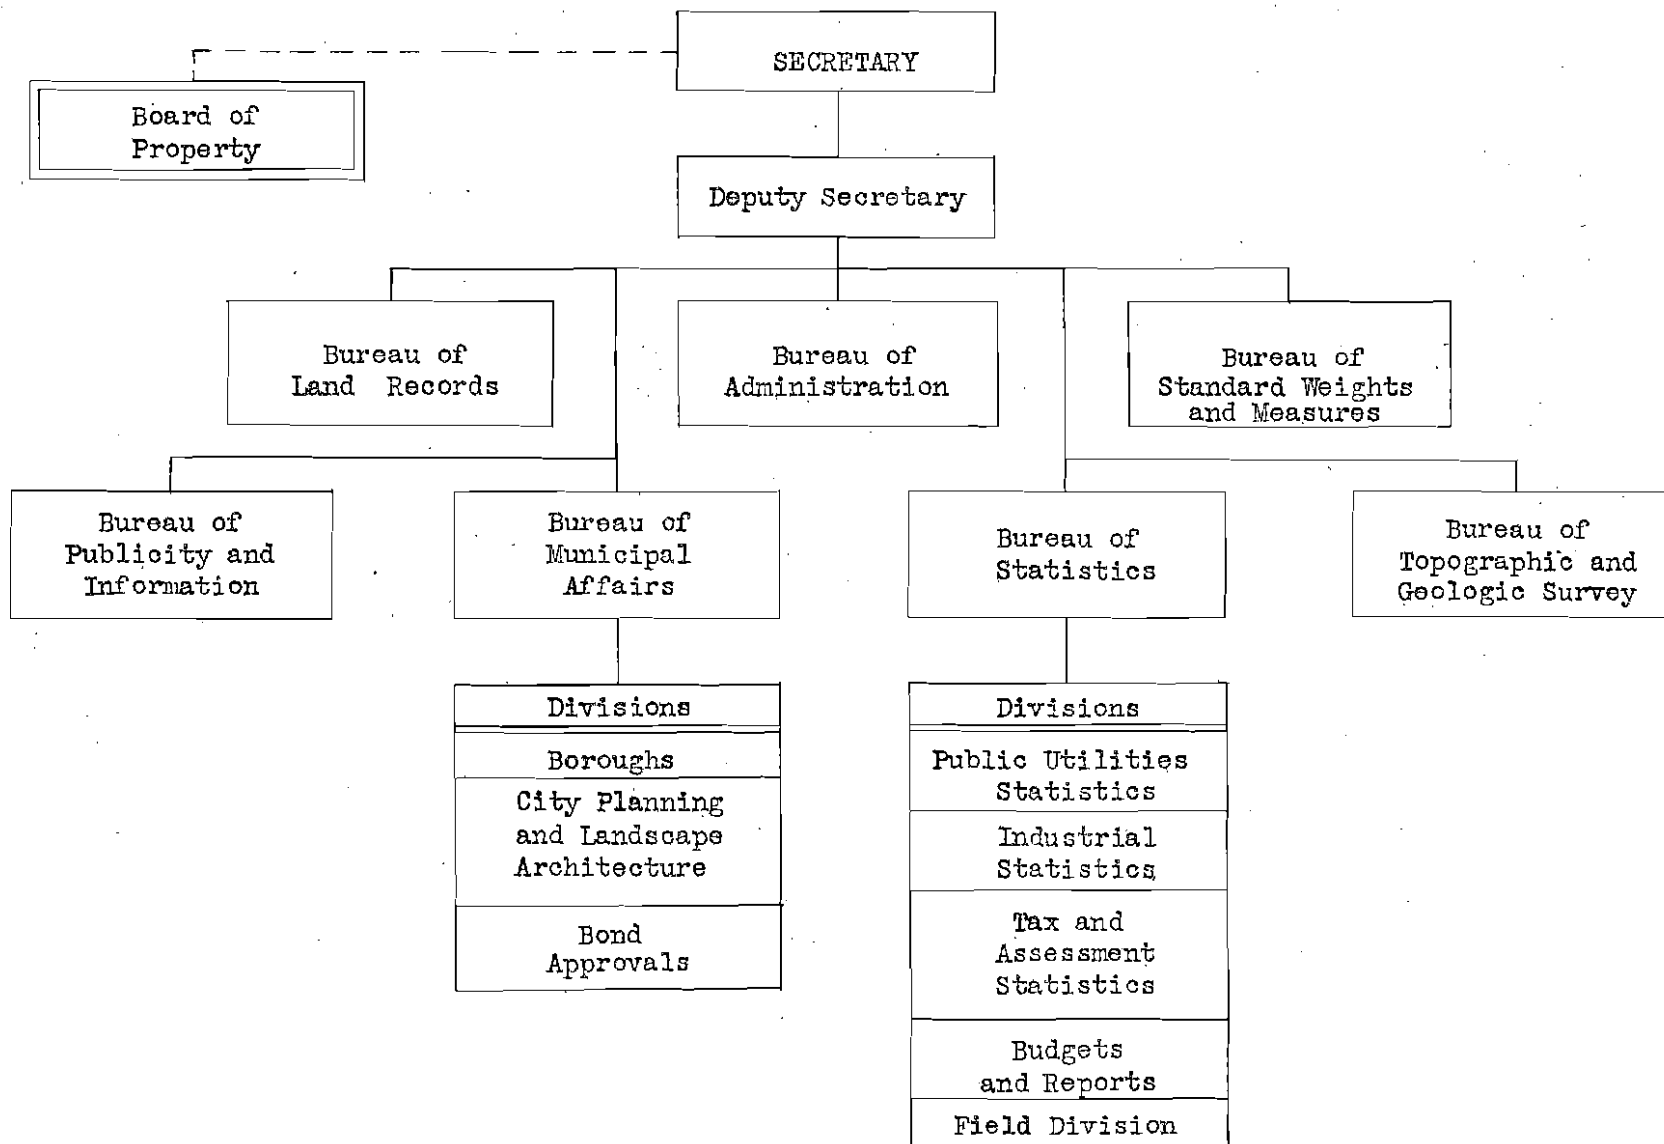 SECRETARY
Board of
Property
Deputy Secretary
Bureau of
Land Records
Bureau of
Administration
Bureau of
Standard Weights
and Measures
Bureau of
Publicity and
Information
Bureau of
Municipal
Affairs
Bureau of
Statistics
Bureau of
Topographic and
Geologic Survey
Divisions
Boroughs
City Planning
and Landscape
Architecture
Bond
Approvals
Divisions
Public Utilities
Statistics
Industrial
Statistics
Tax and
Assessment
Statistics
Budgets
and Reports
Field Division